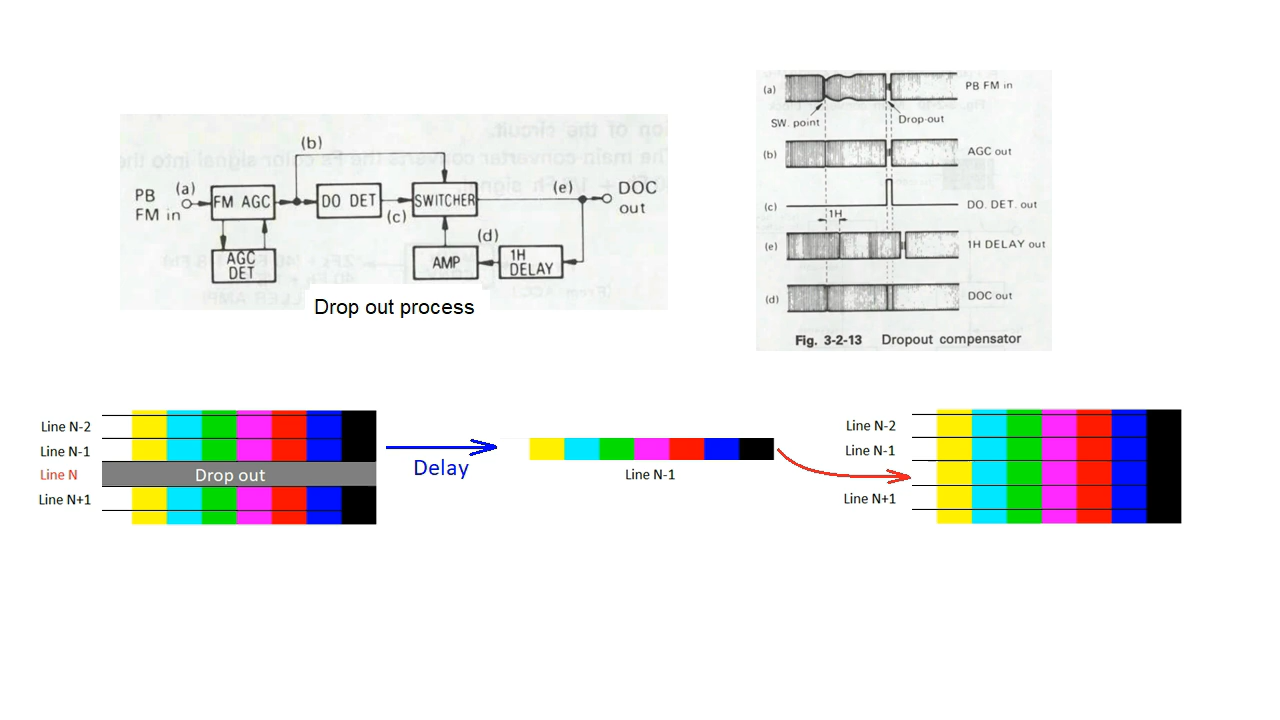 (b)
PB
FM in
(a)
FM AGC
DO DET
(c)
SWITCHER
(e)
DOC
out
AGC
DET
AMP
(d)
1H
DELAY
Drop out process
(a)
PB FM in
SW. point
Drop-out
(b)
AGC out
(c)
DO. DET. out
1H
(e)
1H DELAY out
(d)
DOC out
Fig. 3-2-13 Dropout compensator
Line N-2
Line N-1
Line N
Drop out
Line N+1
Delay
Line N-1
Line N-2
Line N-1
Line N+1